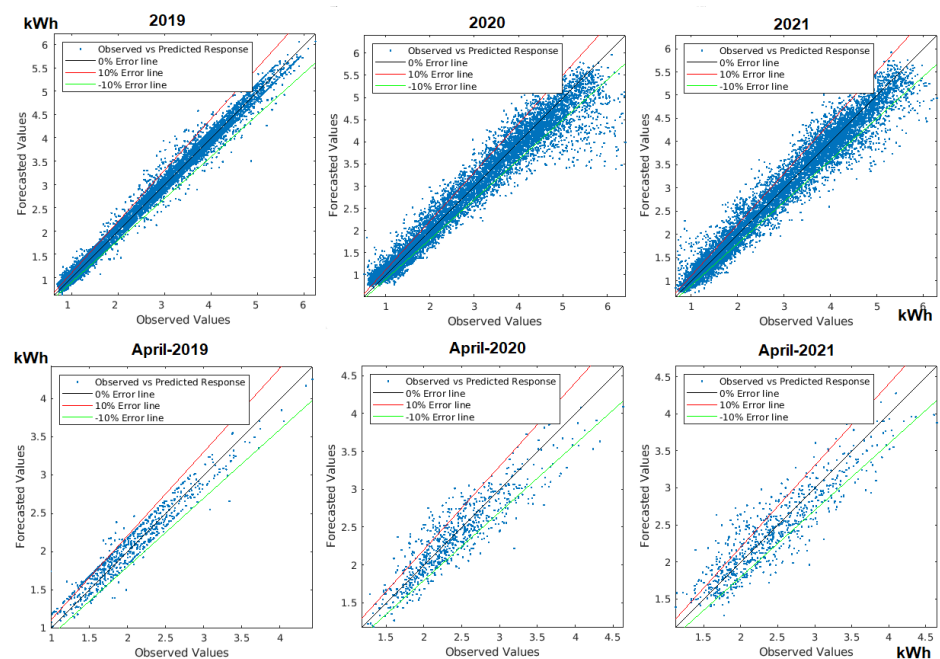 kWh
2019
2020
2021
Observed vs Predicted Response
0% Error line
10% Error line
-10% Error line
Forecasted Values
6
5.5
5
4.5
4
3.5
3
2.5
2
1.5
1
1 2 3 4 5 6
Observed Values
Observed vs Predicted Response
0% Error line
10% Error line
-10% Error line
Forecasted Values
6
5.5
5
4.5
4
3.5
3
2.5
2
1.5
1
1 1.5 2 2.5 3 3.5 4 4.5 5 5.5 6
Observed Values
Observed vs Predicted Response
0% Error line
10% Error line
-10% Error line
Forecasted Values
6
5.5
5
4.5
4
3.5
3
2.5
2
1.5
1
1 2 3 4 5 6
Observed Values
kWh
kWh
April-2019
April-2020
April-2021
Observed vs Predicted Response
0% Error line
10% Error line
-10% Error line
Forecasted Values
4
3.5
3
2.5
2
1.5
1
1 1.5 2 2.5 3 3.5 4
Observed Values
Observed vs Predicted Response
0% Error line
10% Error line
-10% Error line
Forecasted Values
4.5
4
3.5
3
2.5
2
1.5
1.5 2 2.5 3 3.5 4 4.5
Observed Values
Observed vs Predicted Response
0% Error line
10% Error line
-10% Error line
Forecasted Values
4.5
4
3.5
3
2.5
2
1.5
1.5 2 2.5 3 3.5 4 4.5
Observed Values
kWh